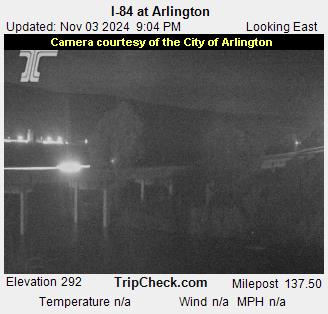 I-84 at Arlington
Updated: Nov 03 2024 9:04 PM Looking East
Camera courtesy of the City of Arlington
Elevation 292 TripCheck.com Milepost 137.50
Temperature n/a Wind n/a MPH n/a